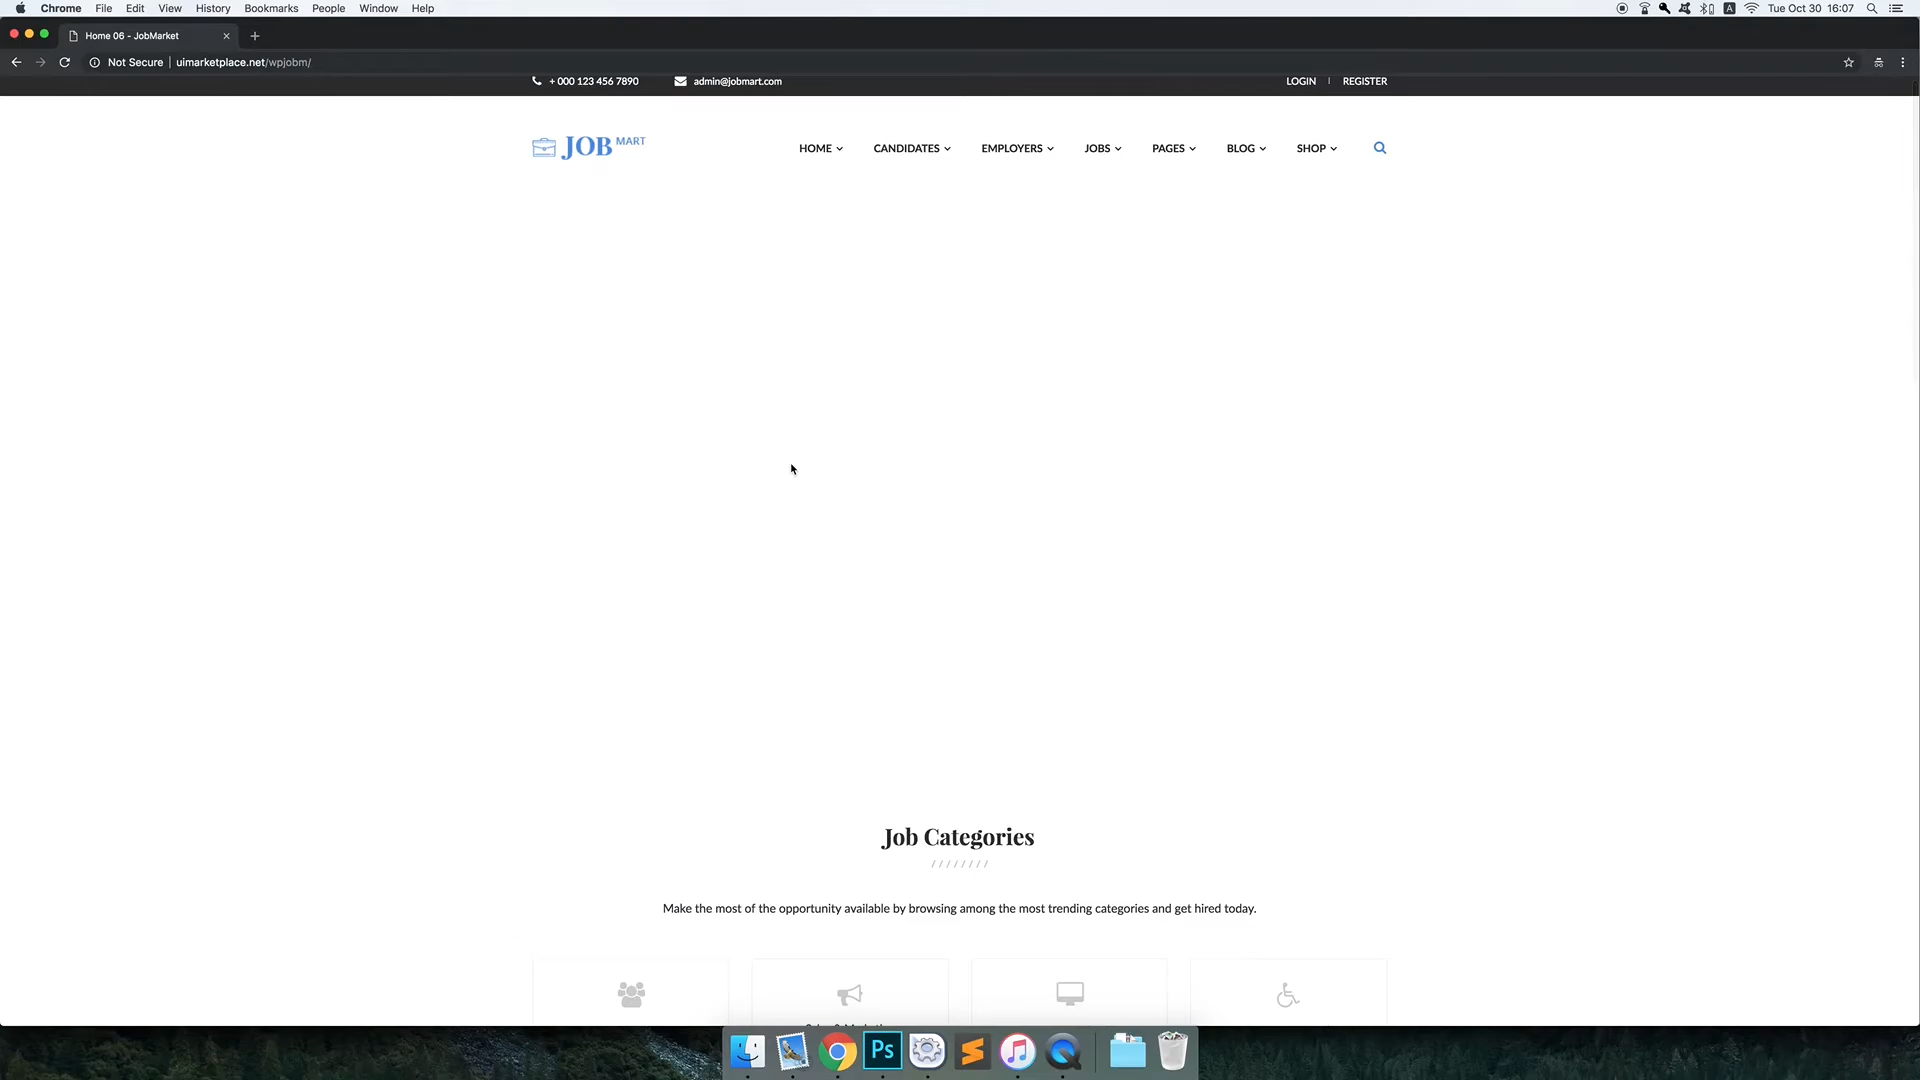 Chrome File Edit View History Bookmarks People Window Help
A Tue Oct 30 16:07
Home 06 - JobMarket
Not Secure | uimarketplace.net/wpjobm/
+ 000 123 456 7890 admin@jobmart.com LOGIN | REGISTER
JOB MART
HOME CANDIDATES EMPLOYERS JOBS PAGES BLOG SHOP
Job Categories
////////
Make the most of the opportunity available by browsing among the most trending categories and get hired today.
Ps